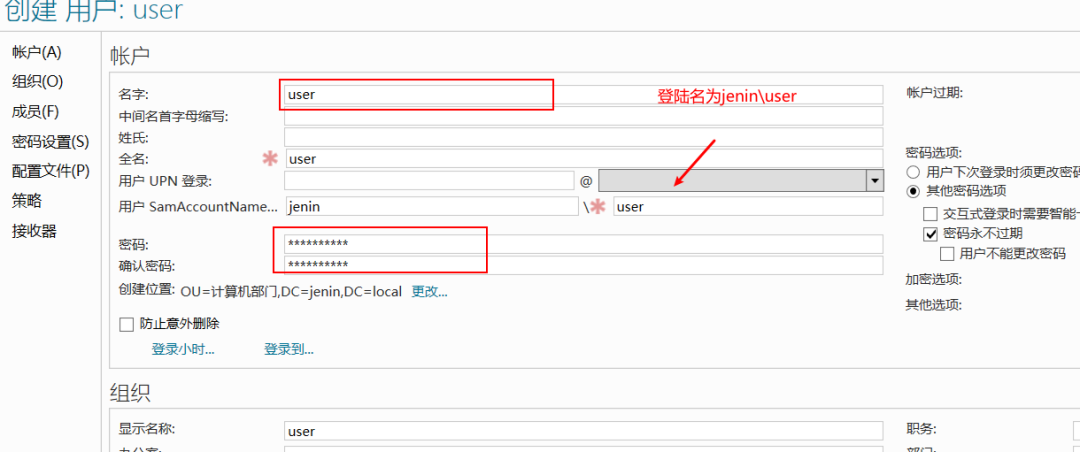 创建 用户: user
帐户(A)
组织(O)
成员(F)
密码设置(S)
配置文件(P)
策略
接收器
帐户
名字:
user
登陆名为jenin\user
中间名首字母缩写:
姓氏:
全名: * user
用户 UPN 登录: @
用户 SamAccountName... jenin \* user
密码: **********
确认密码: **********
创建位置: OU=计算机部门,DC=jenin,DC=local 更改...
防止意外删除
登录小时... 登录到...
帐户过期:
密码选项:
用户下次登录时须更改密码
其他密码选项
交互式登录时需要智能
密码永不过期
用户不能更改密码
加密选项:
其他选项:
组织
显示名称: user
职务: